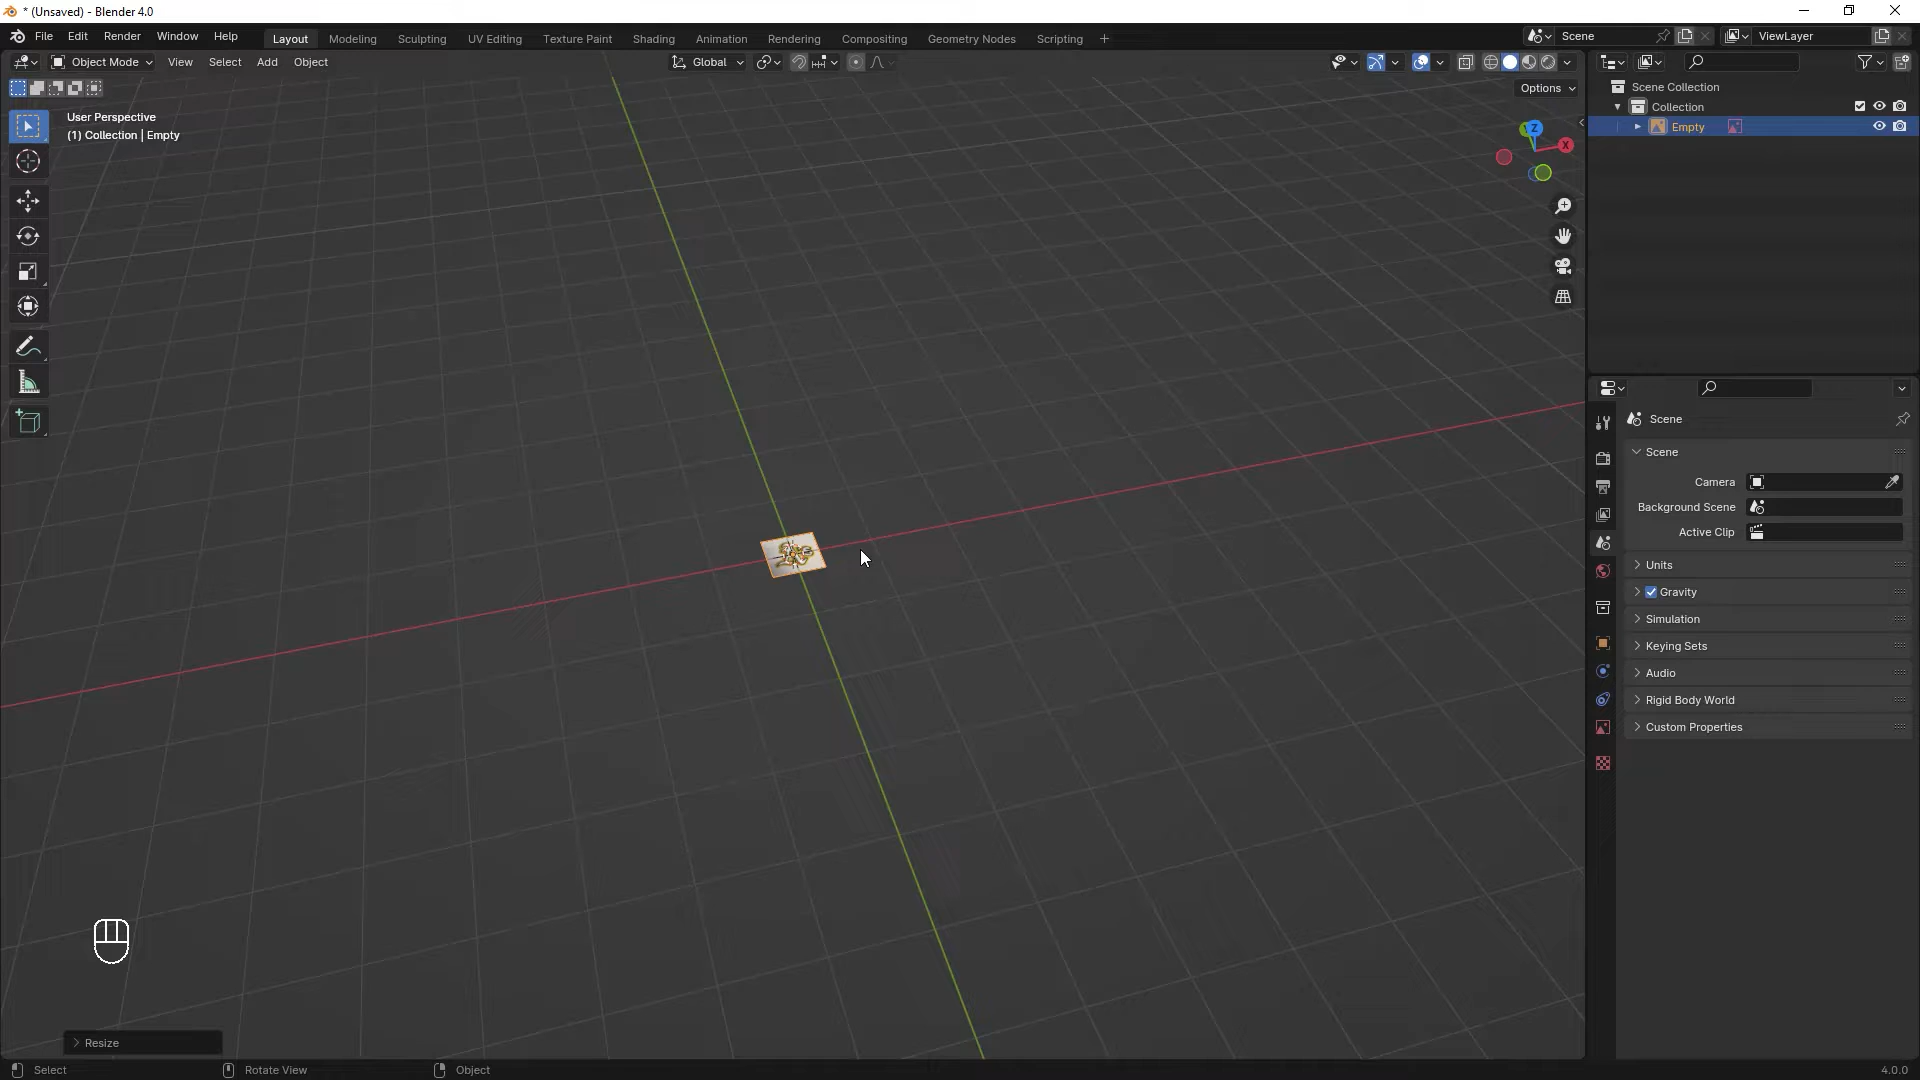 * (Unsaved) - Blender 4.0
File Edit Render Window Help Layout Modeling Sculpting UV Editing Texture Paint Shading Animation Rendering Compositing Geometry Nodes Scripting + Scene ViewLayer
Object Mode View Select Add Object Global
Options
User Perspective
(1) Collection | Empty
Z
X
Scene Collection
Collection
Empty
Scene
Scene
Camera
Background Scene
Active Clip
Units
Gravity
Simulation
Keying Sets
Audio
Rigid Body World
Custom Properties
Resize
Select Rotate View Object 4.0.0